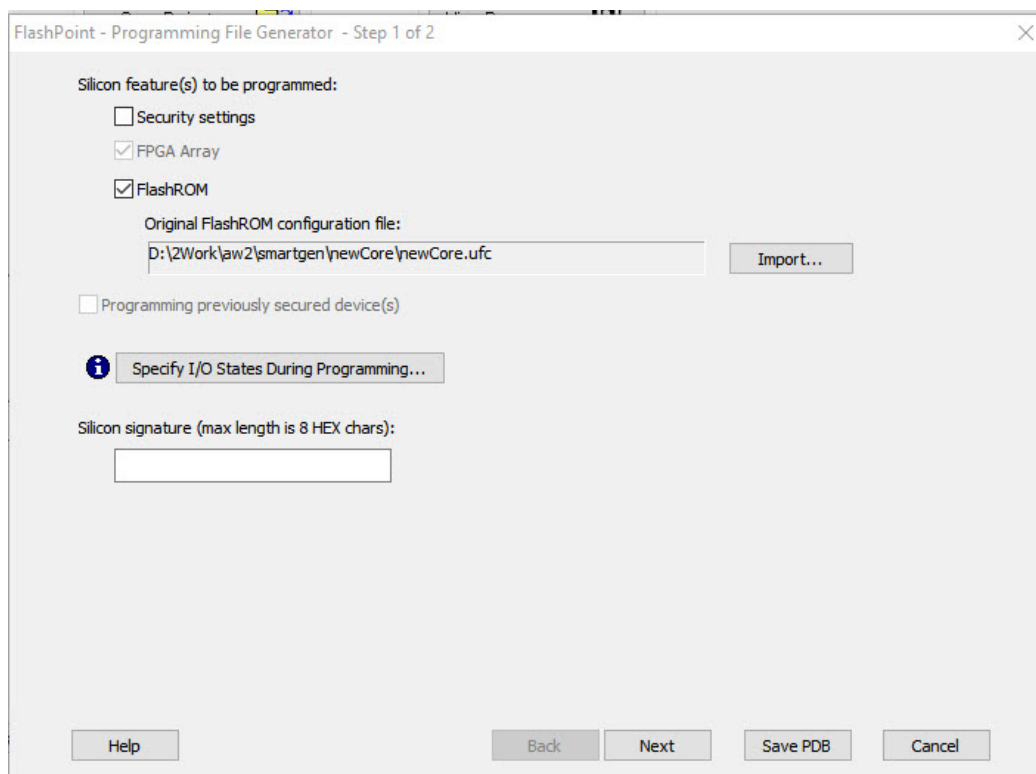 FlashPoint - Programming File Generator - Step 1 of 2
Silicon feature(s) to be programmed:
Security settings
FPGA Array
FlashROM
Original FlashROM configuration file:
D:\2Work\aw2\smartgen\newCore\newCore.ufc
Import...
Programming previously secured device(s)
Specify I/O States During Programming...
Silicon signature (max length is 8 HEX chars):
Help
Back
Next
Save PDB
Cancel